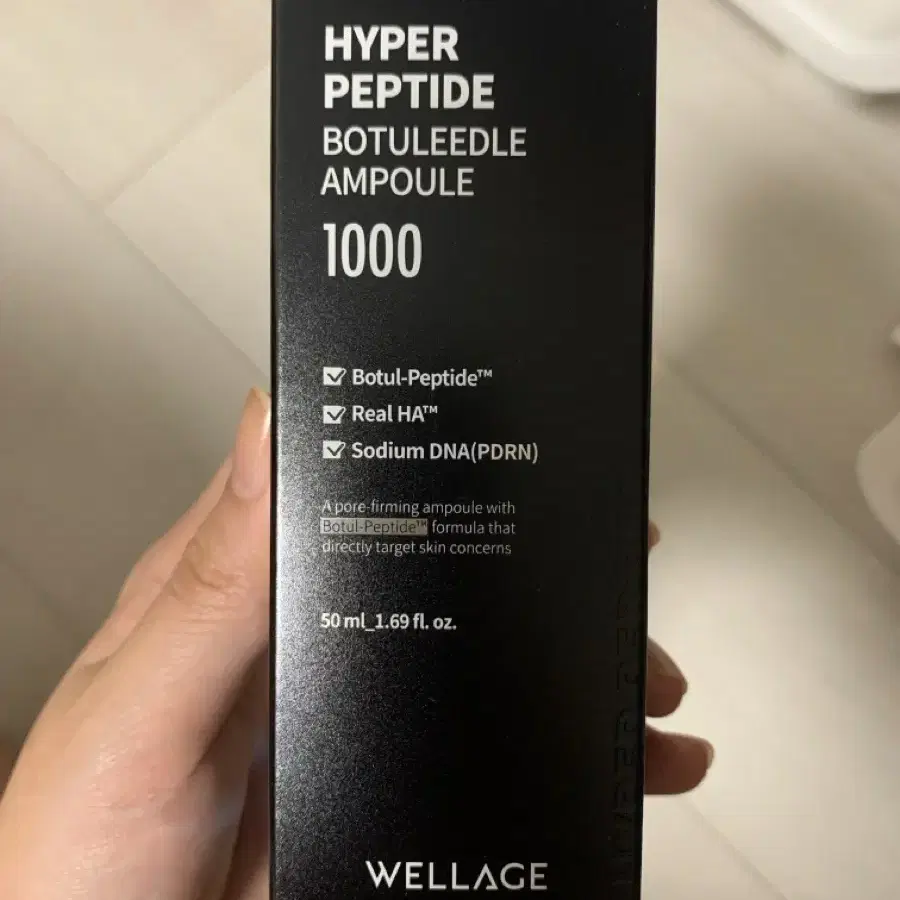 HYPER
PEPTIDE
BOTULEEDLE
AMPOULE
1000
Botul-Peptide™
Real HA™
Sodium DNA(PDRN)
A pore-firming ampoule with
Botul-Peptide™ formula that
directly target skin concerns
50 ml_1.69 fl. oz.
WELLAGE